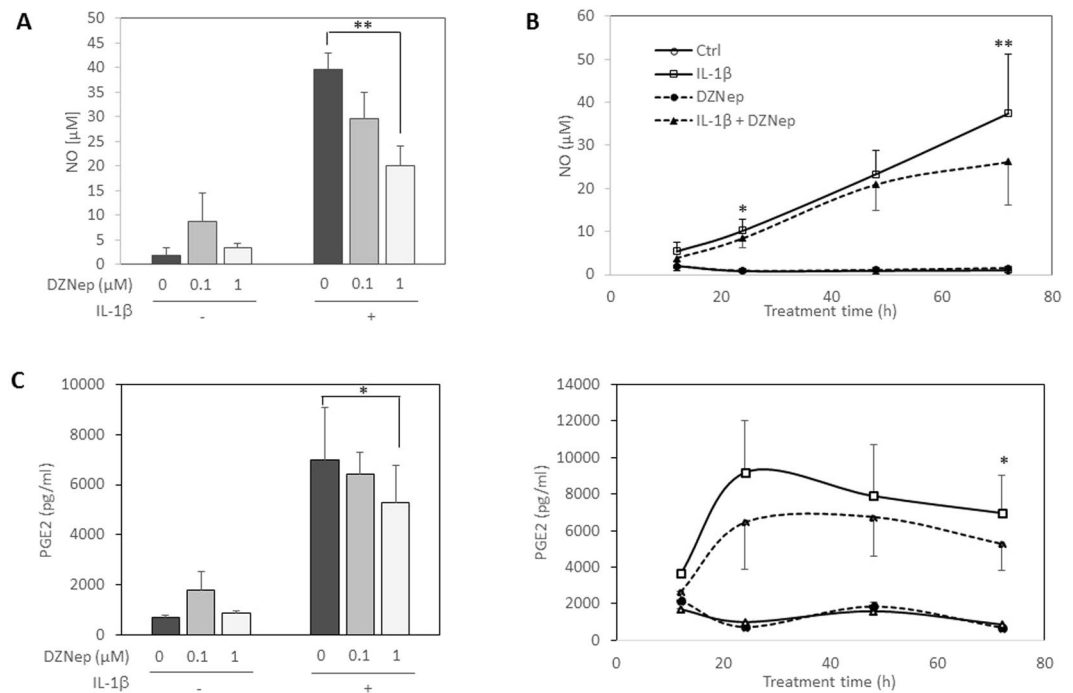 A
**
50
45
40
35
30
25
20
15
10
5
0
NO [µM]
DZNep (µM) 0 0.1 1 0 0.1 1
IL-1β - +
B
Ctrl
IL-1β
DZNep
IL-1β + DZNep
*
**
60
50
40
30
20
10
0
NO (µM)
0 20 40 60 80
Treatment time (h)
C
*
10000
8000
6000
4000
2000
0
PGE2 (pg/ml)
DZNep (µM) 0 0.1 1 0 0.1 1
IL-1β - +
*
14000
12000
10000
8000
6000
4000
2000
0
PGE2 (pg/ml)
0 20 40 60 80
Treatment time (h)